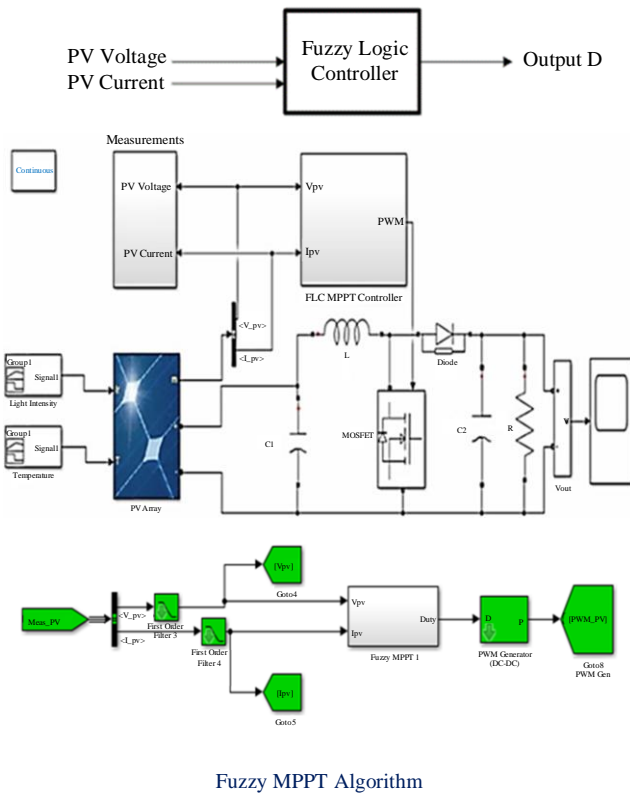 PV Voltage
PV Current
Fuzzy Logic
Controller
Output D
Measurements
Continuous
PV Voltage
PV Current
Vpv
PWM
Ipv
FLC MPPT Controller
<V_pv>
<I_pv>
L
Diode
Group1
Signal1
Light Intensity
Group1
Signal1
Temperature
PV Array
C1
MOSFET
C2
R
v
Vout
[Vpv]
Goto4
Meas_PV
<V_pv>
First Order
Filter 3
<I_pv>
First Order
Filter 4
Vpv
Ipv
Duty
Fuzzy MPPT 1
D
P
PWM Generator
(DC-DC)
[PWM_PV]
Goto8
PWM Gen
[Ipv]
Goto5
Fuzzy MPPT Algorithm